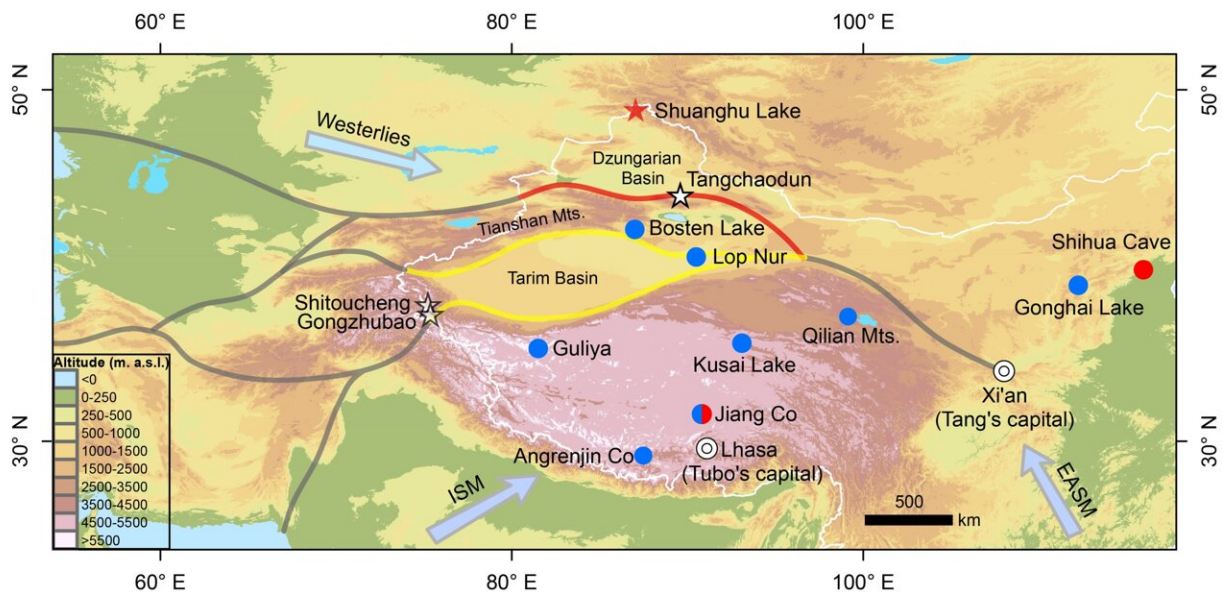 60° E
80° E
100° E
50° N
50° N
Shuanghu Lake
Westerlies
Dzungarian
Basin
Tangchaodun
Tianshan Mts.
Bosten Lake
Lop Nur
Shihua Cave
Tarim Basin
Shitoucheng
Gongzhubao
Gonghai Lake
Qilian Mts.
Guliya
Kusai Lake
Altitude (m. a.s.l.)
<0
0-250
250-500
500-1000
1000-1500
1500-2500
2500-3500
3500-4500
4500-5500
>5500
Xi'an
(Tang's capital)
Jiang Co
30° N
30° N
Angrenjin Co
Lhasa
(Tubo's capital)
ISM
EASM
500
km
60° E
80° E
100° E